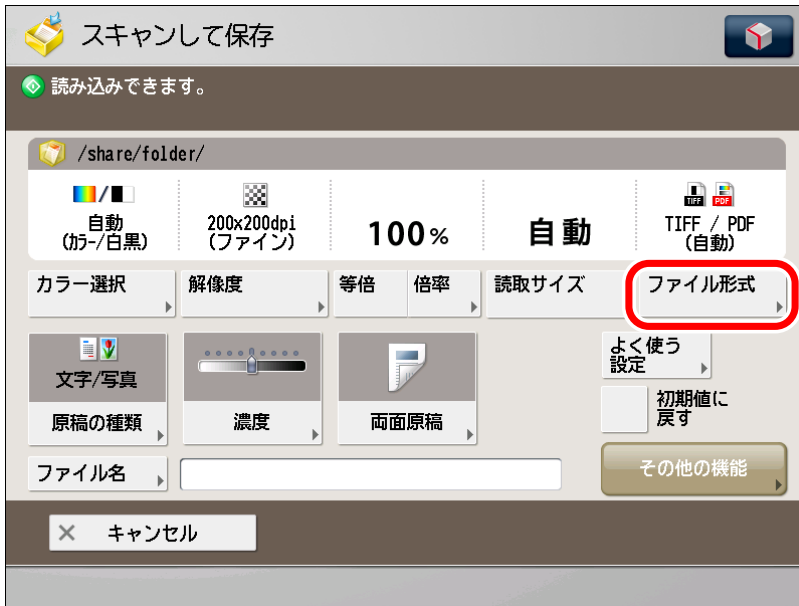 スキャンして保存
読み込みできます。
/share/folder/
自動
(ｶﾗｰ/白黒)
200x200dpi
(ファイン)
100%
自動
TIFF
PDF
TIFF / PDF
(自動)
カラー選択
解像度
等倍
倍率
読取サイズ
ファイル形式
文字/写真
原稿の種類
濃度
両面原稿
よく使う
設定
初期値に
戻す
ファイル名
その他の機能
× キャンセル